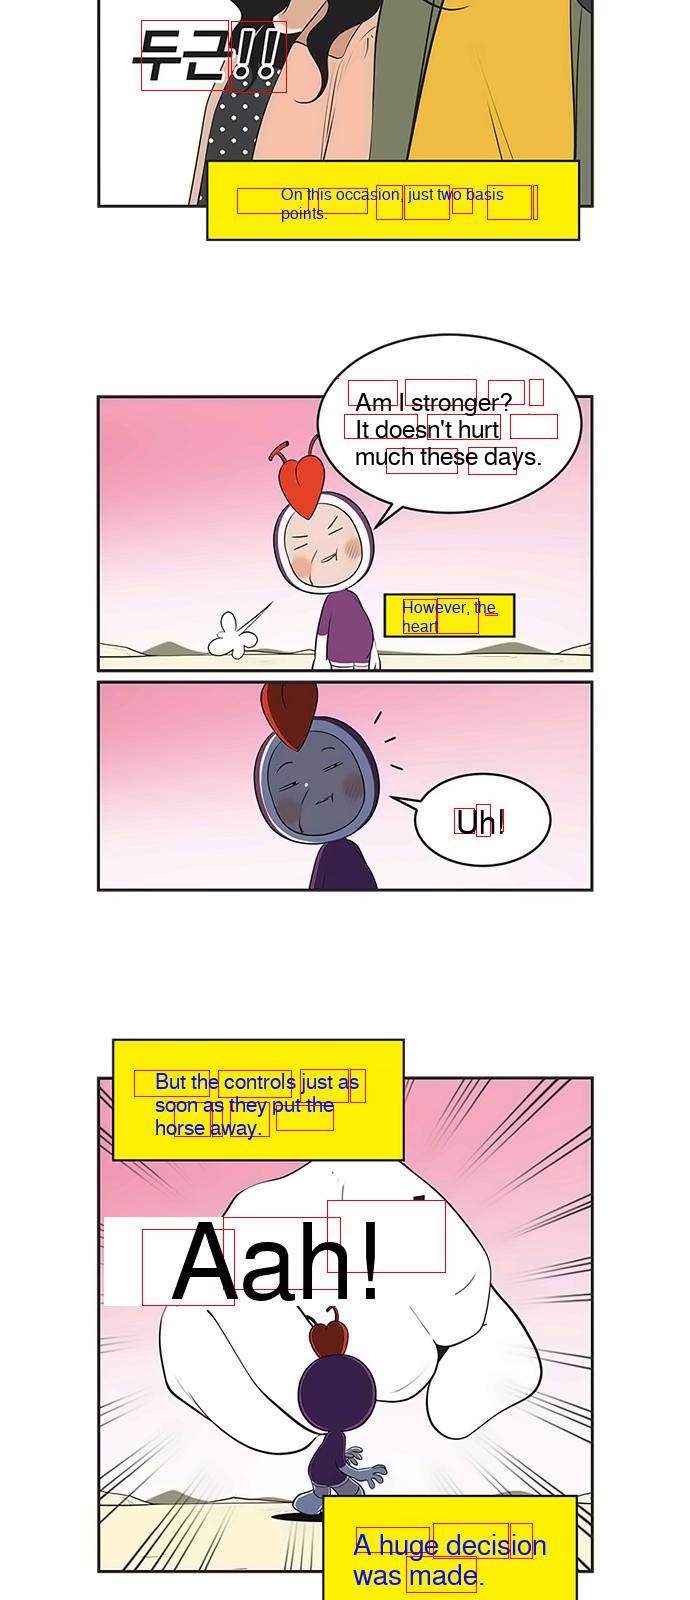 두근!!
On this occasion, just two basis
points.
Am I stronger?
It doesn't hurt
much these days.
However, the
heart
Uh!
But the controls just as
soon as they put the
horse away.
Aah!
A huge decision
was made.